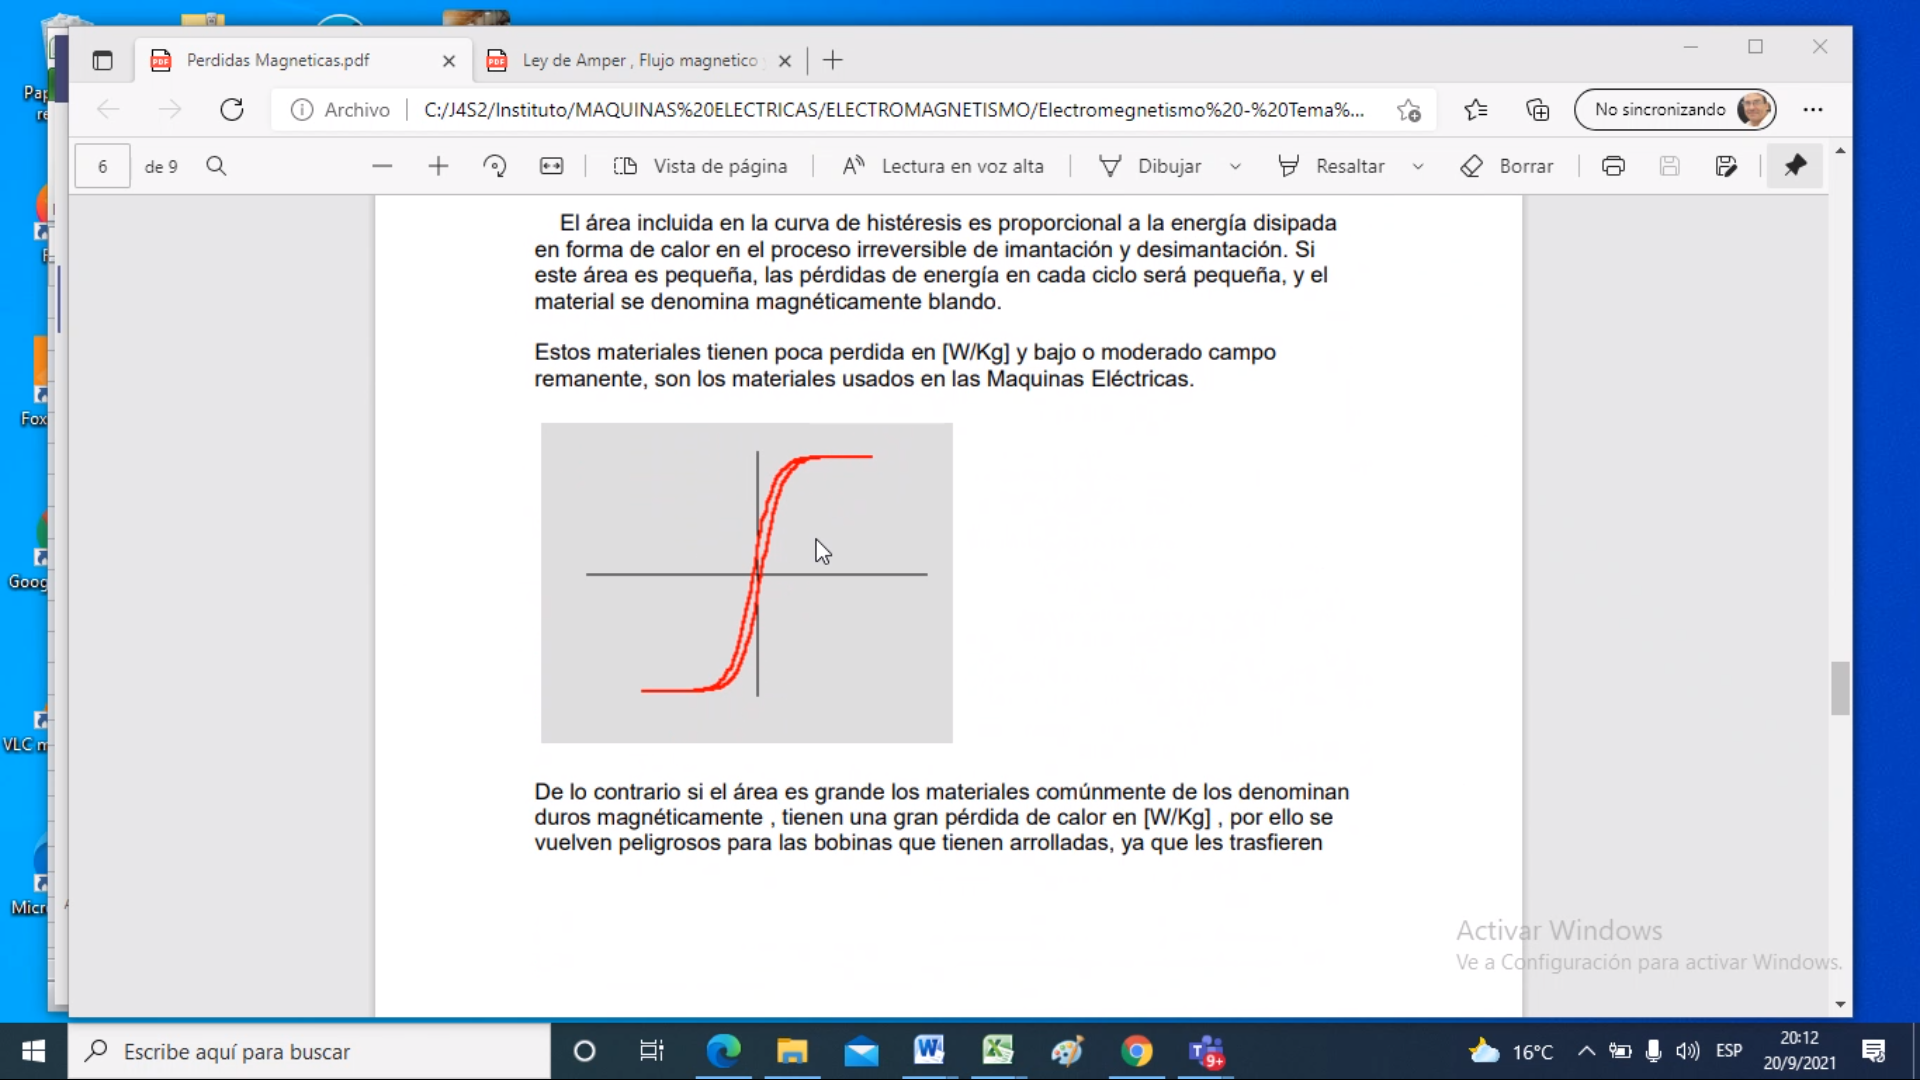 Perdidas Magneticas.pdf
Ley de Amper , Flujo magnetico
Archivo
C:/J4S2/Instituto/MAQUINAS%20ELECTRICAS/ELECTROMAGNETISMO/Electromegnetismo%20-%20Tema%...
No sincronizando
6 de 9
Vista de página
Lectura en voz alta
Dibujar
Resaltar
Borrar
El área incluida en la curva de histéresis es proporcional a la energía disipada
en forma de calor en el proceso irreversible de imantación y desimantación. Si
este área es pequeña, las pérdidas de energía en cada ciclo será pequeña, y el
material se denomina magnéticamente blando.
Estos materiales tienen poca perdida en [W/Kg] y bajo o moderado campo
remanente, son los materiales usados en las Maquinas Eléctricas.
De lo contrario si el área es grande los materiales comúnmente de los denominan
duros magnéticamente , tienen una gran pérdida de calor en [W/Kg] , por ello se
vuelven peligrosos para las bobinas que tienen arrolladas, ya que les trasfieren
Pap
re
Fox
Goog
VLC m
Micr
Activar Windows
Ve a Configuración para activar Windows.
Escribe aquí para buscar
9+
16°C
ESP
20:12
20/9/2021